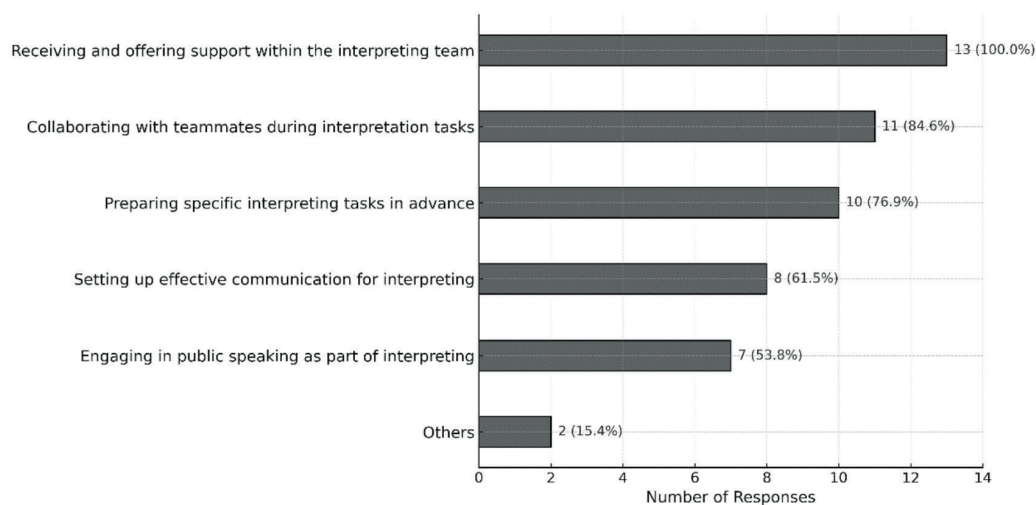 Receiving and offering support within the interpreting team
13 (100.0%)
Collaborating with teammates during interpretation tasks
11 (84.6%)
Preparing specific interpreting tasks in advance
10 (76.9%)
Setting up effective communication for interpreting
8 (61.5%)
Engaging in public speaking as part of interpreting
7 (53.8%)
Others
2 (15.4%)
0 2 4 6 8 10 12 14
Number of Responses